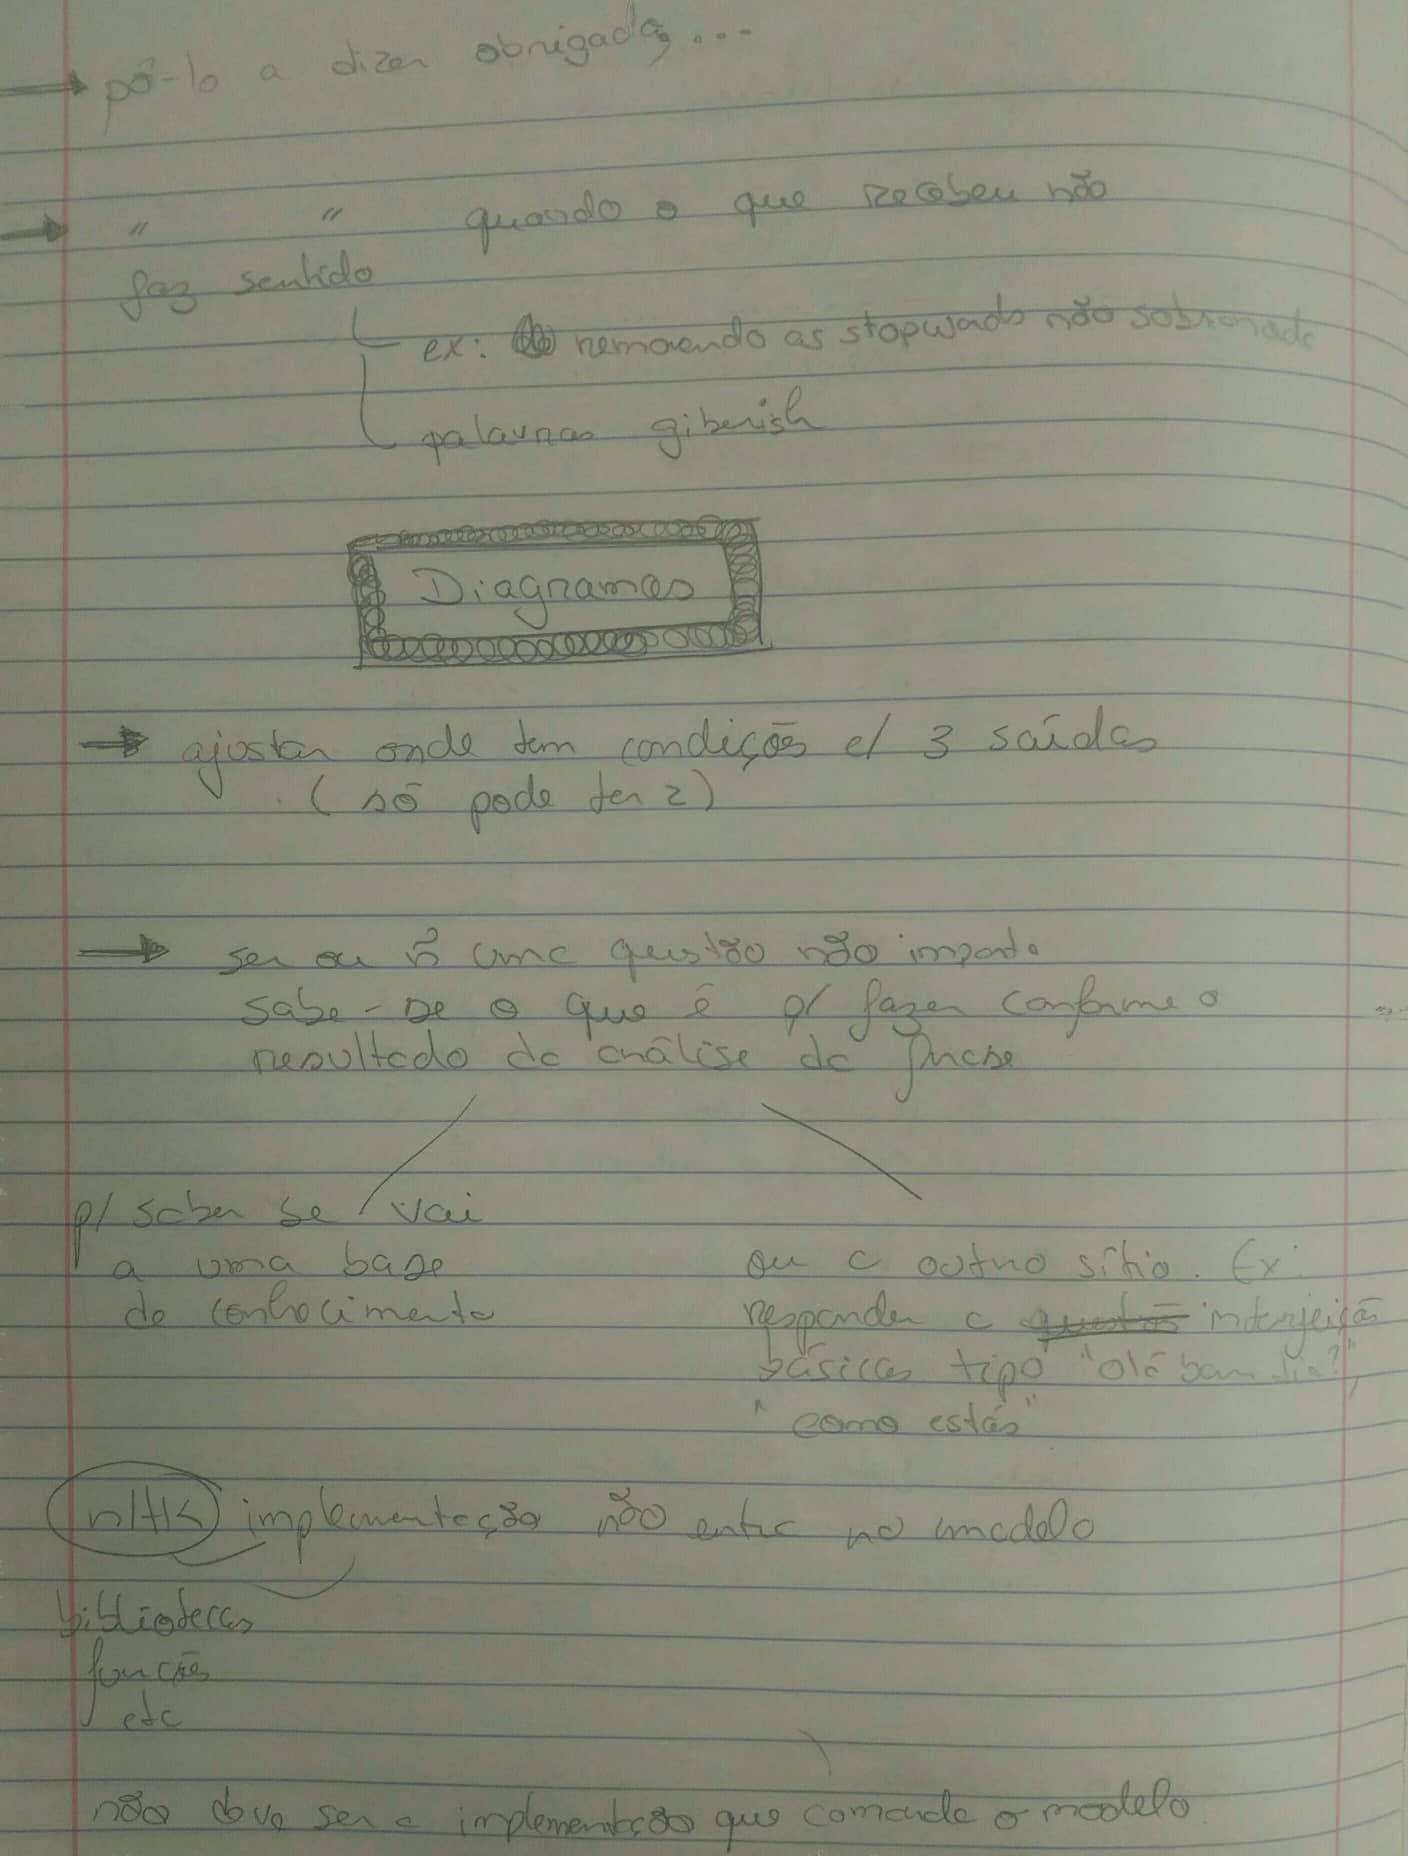 → pô-lo a dizer obrigada, ...
→ " " quando o que recebeu não
faz sentido
ex: removendo as stopwords não sobra nada
palavras giberish
Diagramas
→ ajustar onde tem condições c/ 3 saídas
(só pode ter 2)
→ ser ou ñ uma questão não importa
sabe-se o que é p/ fazer conforme o
resultado da análise da frase
p/ saber se vai
a uma base
de conhecimento
ou a outro sítio. Ex:
responder a questões interjeições
básicas tipo "olá bom dia!",
"como estás"
nltk implementação não entra no modelo
bibliotecas
funções
etc
não deve ser a implementação que comande o modelo